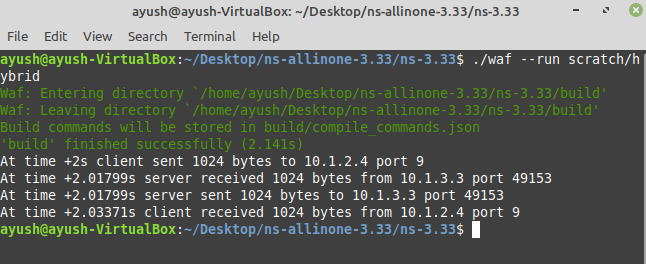 ayush@ayush-VirtualBox: ~/Desktop/ns-allinone-3.33/ns-3.33
File Edit View Search Terminal Help
ayush@ayush-VirtualBox:~/Desktop/ns-allinone-3.33/ns-3.33$ ./waf --run scratch/h
ybrid
Waf: Entering directory `/home/ayush/Desktop/ns-allinone-3.33/ns-3.33/build'
Waf: Leaving directory `/home/ayush/Desktop/ns-allinone-3.33/ns-3.33/build'
Build commands will be stored in build/compile_commands.json
'build' finished successfully (2.141s)
At time +2s client sent 1024 bytes to 10.1.2.4 port 9
At time +2.01799s server received 1024 bytes from 10.1.3.3 port 49153
At time +2.01799s server sent 1024 bytes to 10.1.3.3 port 49153
At time +2.03371s client received 1024 bytes from 10.1.2.4 port 9
ayush@ayush-VirtualBox:~/Desktop/ns-allinone-3.33/ns-3.33$